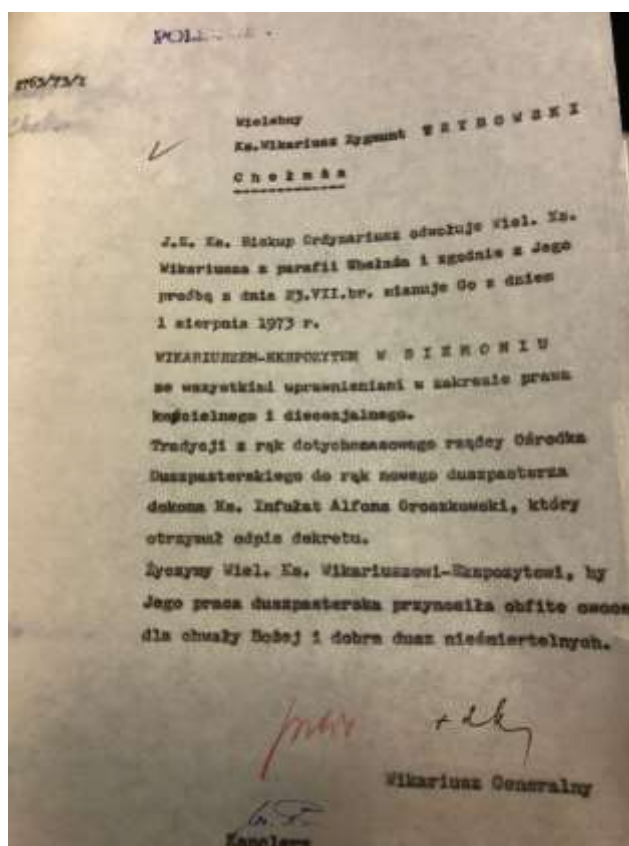 2763/73/I
Wielebny
Ks.Wikariusz Zygmunt
C h e ł m ż a
J.E. Ks. Biskup Ordynariusz odwołuje Wiel. Ks.
Wikariusza z parafii i zgodnie z Jego
prośbą z dnia 23.VII.br. mianuje Go z dniem
1 sierpnia 1973 r.
WIKARIUSZEM-EKSPOZYTEM W B I E R O N I U
ze wszystkimi uprawnieniami w zakresie prawa
kościelnego i diecezjalnego.
Tradycji z rąk dotychczasowego rządcy Ośrodka
Duszpasterskiego do rąk nowego duszpasterza
dokona Ks. Infułat Alfons Groszkowski, który
otrzymał odpis dekretu.
Życzymy Wiel. Ks. Wikariuszowi-Ekspozytowi, by
Jego praca duszpasterska przynosiła obfite owoce
dla chwały Bożej i dobra dusz nieśmiertelnych.
Wikariusz Generalny
Kanclerz